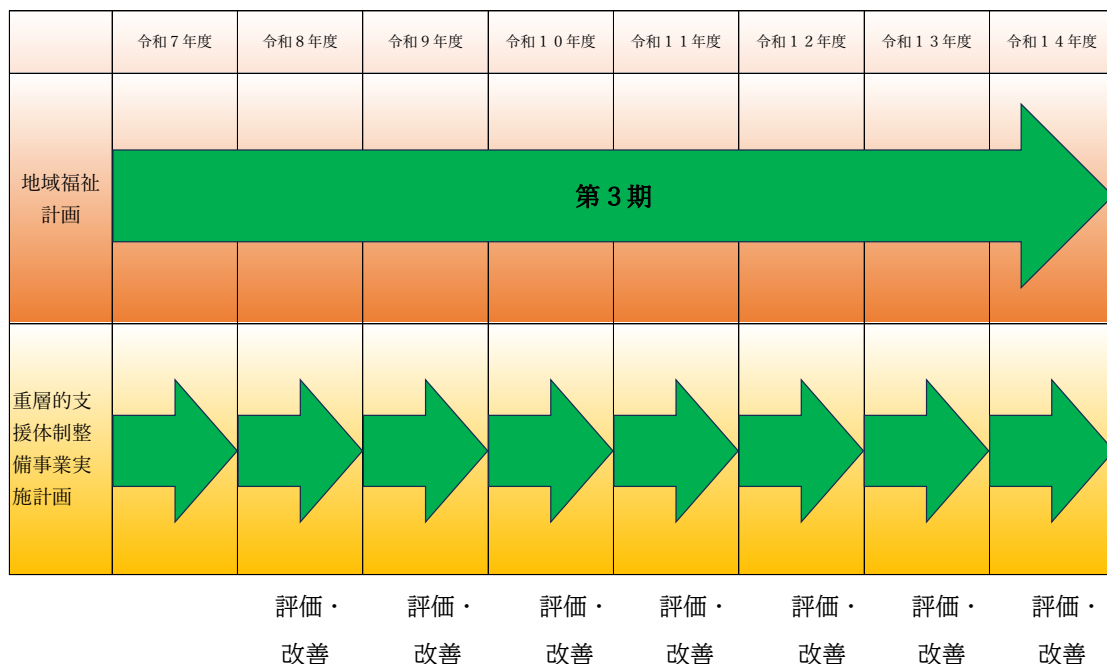 令和７年度 令和８年度 令和９年度 令和１０年度 令和１１年度 令和１２年度 令和１３年度 令和１４年度
地域福祉
計画
第３期
重層的支
援体制整
備事業実
施計画
評価・ 評価・ 評価・ 評価・ 評価・ 評価・ 評価・
改善 改善 改善 改善 改善 改善 改善